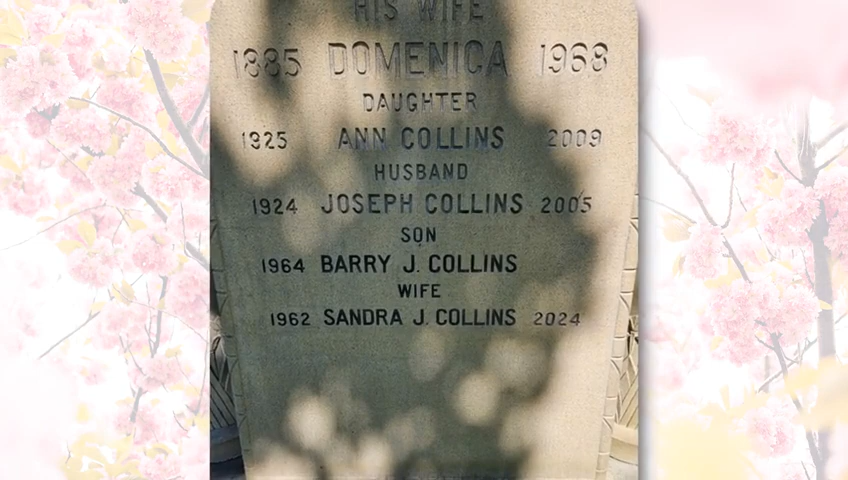 HIS WIFE
1885 DOMENICA 1968
DAUGHTER
1925 ANN COLLINS 2009
HUSBAND
1924 JOSEPH COLLINS 2005
SON
1964 BARRY J. COLLINS
WIFE
1962 SANDRA J. COLLINS 2024